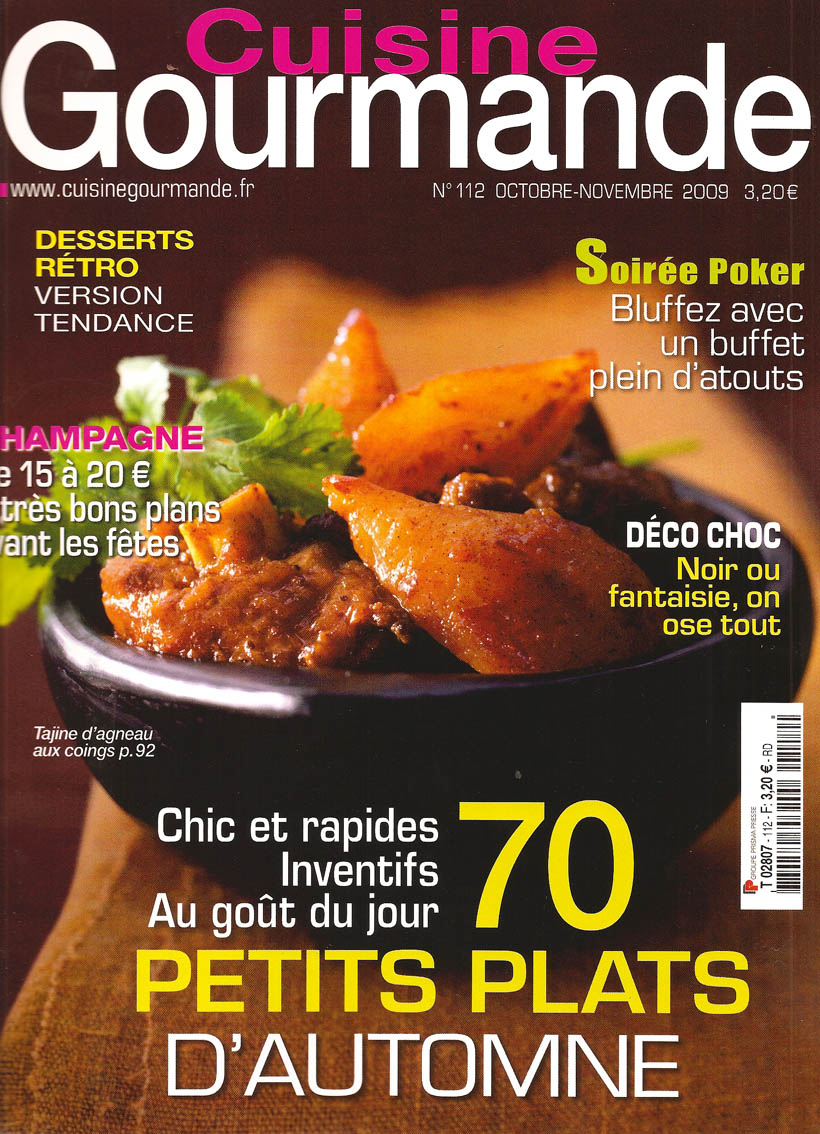 Cuisine
Gourmande
www.cuisinegourmande.fr
N° 112 OCTOBRE-NOVEMBRE 2009 3,20 €
DESSERTS
RÉTRO
VERSION
TENDANCE
Soirée Poker
Bluffez avec
un buffet
plein d'atouts
HAMPAGNE
e 15 à 20 €
très bons plans
vant les fêtes
DÉCO CHOC
Noir ou
fantaisie, on
ose tout
Tajine d'agneau
aux coings p.92
GROUPE PRISMA PRESSE
T 02807 - 112 - F: 3,20 € - RD
Chic et rapides
Inventifs
Au goût du jour
70
PETITS PLATS
D'AUTOMNE